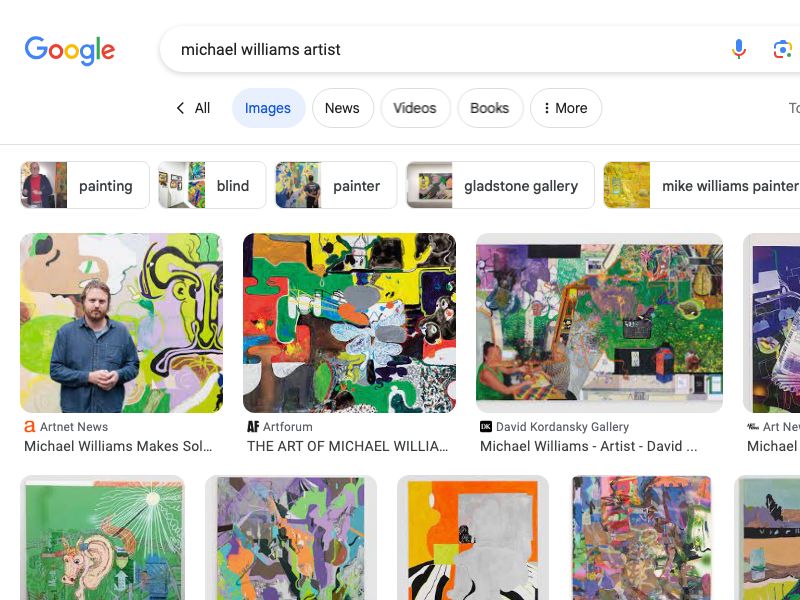 Google
michael williams artist
All Images News Videos Books More To
painting blind painter gladstone gallery mike williams painter
Artnet News
Michael Williams Makes Sol...
AF Artforum
THE ART OF MICHAEL WILLIA...
DK David Kordansky Gallery
Michael Williams - Artist - David ...
Art New
Michael